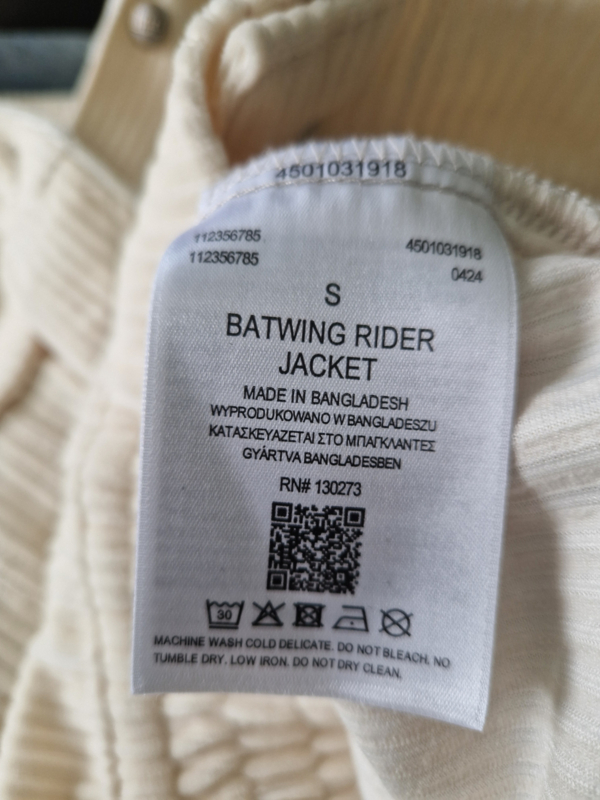 4501031918
112356785
112356785
4501031918
0424
S
BATWING RIDER
JACKET
MADE IN BANGLADESH
WYPRODUKOWANO W BANGLADESZU
ΚΑΤΑΣΚΕΥΑΖΕΤΑΙ ΣΤΟ ΜΠΑΓΚΛΑΝΤΕΣ
GYÁRTVA BANGLADESBEN
RN# 130273
30
MACHINE WASH COLD DELICATE. DO NOT BLEACH. NO
TUMBLE DRY. LOW IRON. DO NOT DRY CLEAN.